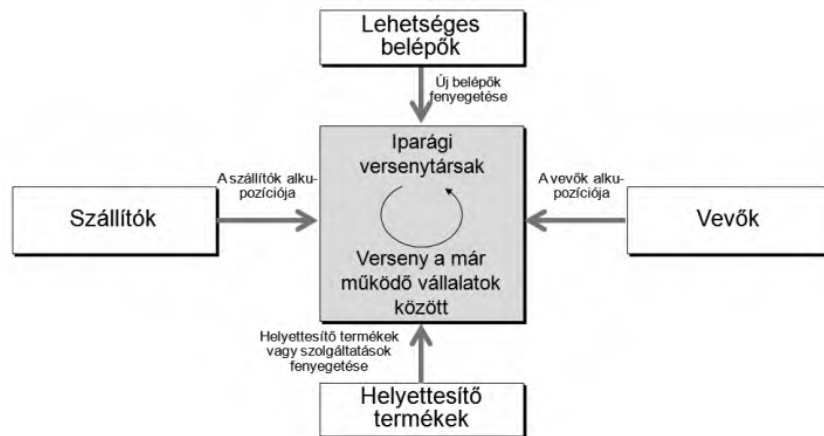 Lehetséges
belépők
Új belépők
fenyegetése
Iparági
versenytársak
A szállítók alku-
pozíciója
A vevők alku-
pozíciója
Szállítók
Vevők
Verseny a már
működő vállalatok
között
Helyettesítő termékek
vagy szolgáltatások
fenyegetése
Helyettesítő
termékek